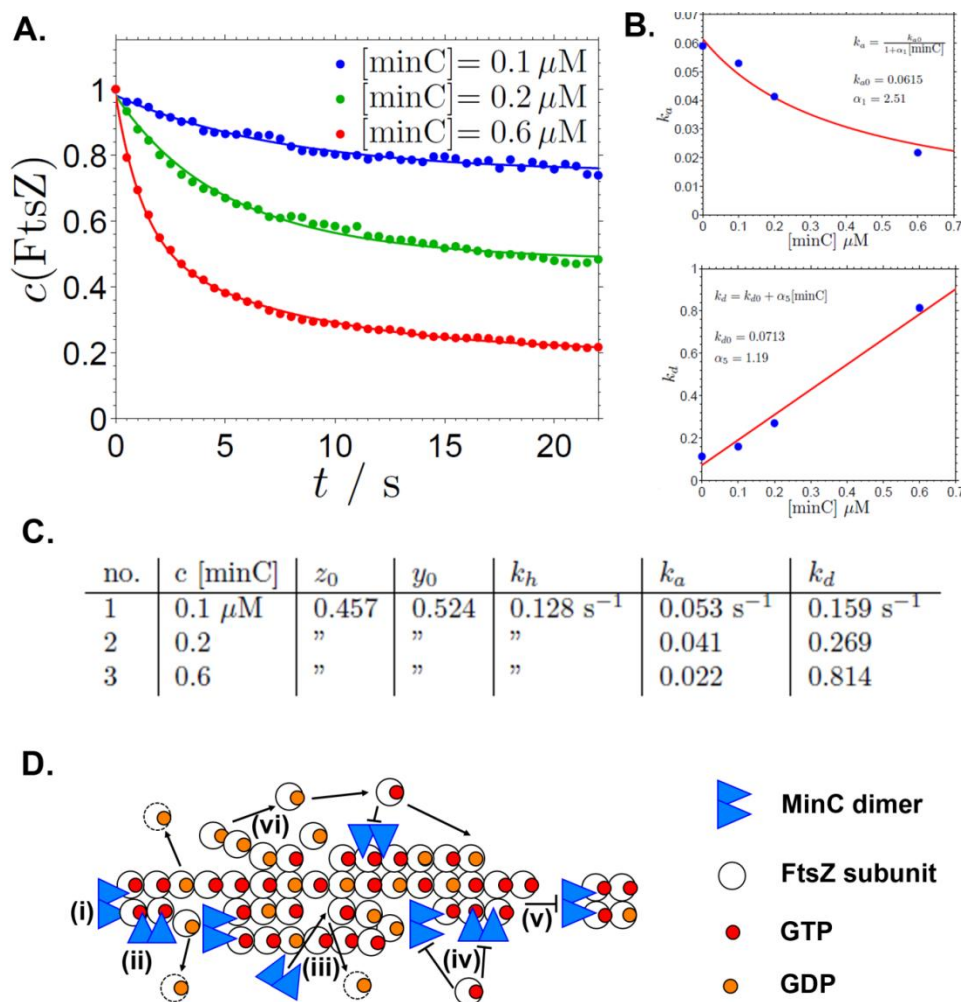 A.
[minC] = 0.1 μM
[minC] = 0.2 μM
[minC] = 0.6 μM
c(FtsZ)
1
0.8
0.6
0.4
0.2
0
0 5 10 15 20
t / s
B.
0.07
0.06
0.05
0.04
0.03
0.02
0.01
0
k_a
k_a = k_{a0} / (1+α_1[minC])
k_{a0} = 0.0615
α_1 = 2.51
0 0.1 0.2 0.3 0.4 0.5 0.6 0.7
[minC] μM
1
0.8
0.6
0.4
0.2
0
k_d
k_d = k_{d0} + α_5[minC]
k_{d0} = 0.0713
α_5 = 1.19
0 0.1 0.2 0.3 0.4 0.5 0.6 0.7
[minC] μM
C.
no. c [minC] z_0 y_0 k_h k_a k_d
1 0.1 μM 0.457 0.524 0.128 s^{-1} 0.053 s^{-1} 0.159 s^{-1}
2 0.2 ” ” ” 0.041 0.269
3 0.6 ” ” ” 0.022 0.814
D.
(vi)
(i)
(v)
(ii)
(iii)
(iv)
MinC dimer
FtsZ subunit
GTP
GDP